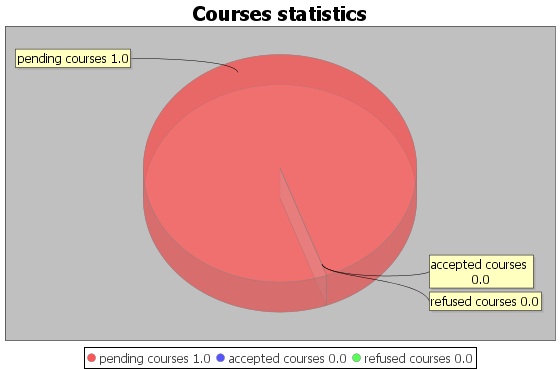 Courses statistics
pending courses 1.0
accepted courses
0.0
refused courses 0.0
pending courses 1.0 accepted courses 0.0 refused courses 0.0